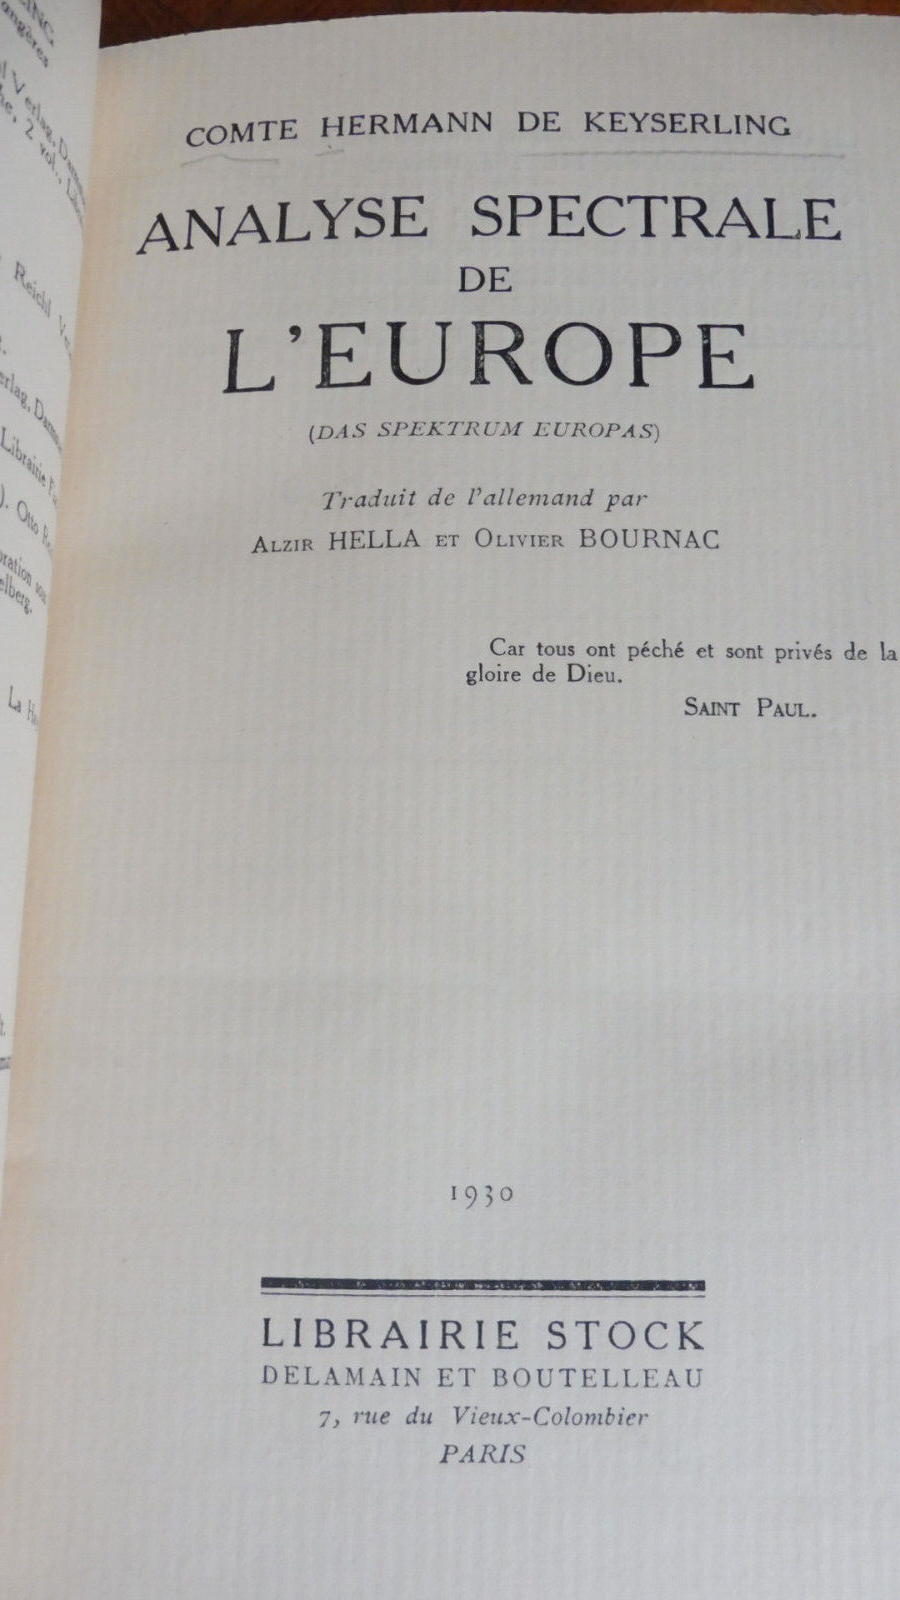 COMTE HERMANN DE KEYSERLING
ANALYSE SPECTRALE
DE
L'EUROPE
(DAS SPEKTRUM EUROPAS)
Traduit de l'allemand par
ALZIR HELLA ET OLIVIER BOURNAC
Car tous ont péché et sont privés de la
gloire de Dieu.
SAINT PAUL.
1930
LIBRAIRIE STOCK
DELAMAIN ET BOUTELLEAU
7, rue du Vieux-Colombier
PARIS